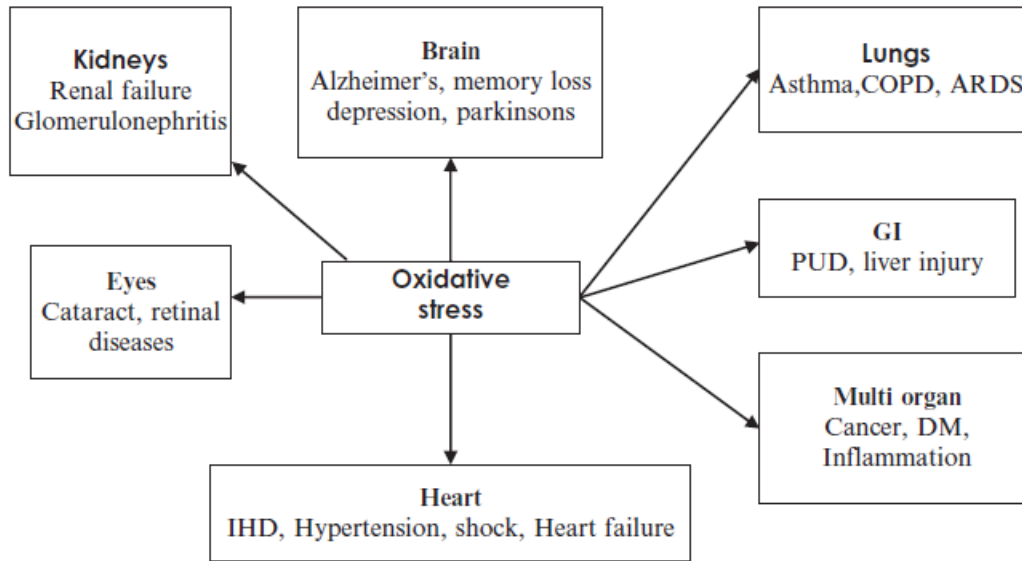 Kidneys
Renal failure
Glomerulonephritis
Brain
Alzheimer's, memory loss
depression, parkinsons
Lungs
Asthma,COPD, ARDS
Eyes
Cataract, retinal
diseases
Oxidative
stress
GI
PUD, liver injury
Multi organ
Cancer, DM,
Inflammation
Heart
IHD, Hypertension, shock, Heart failure